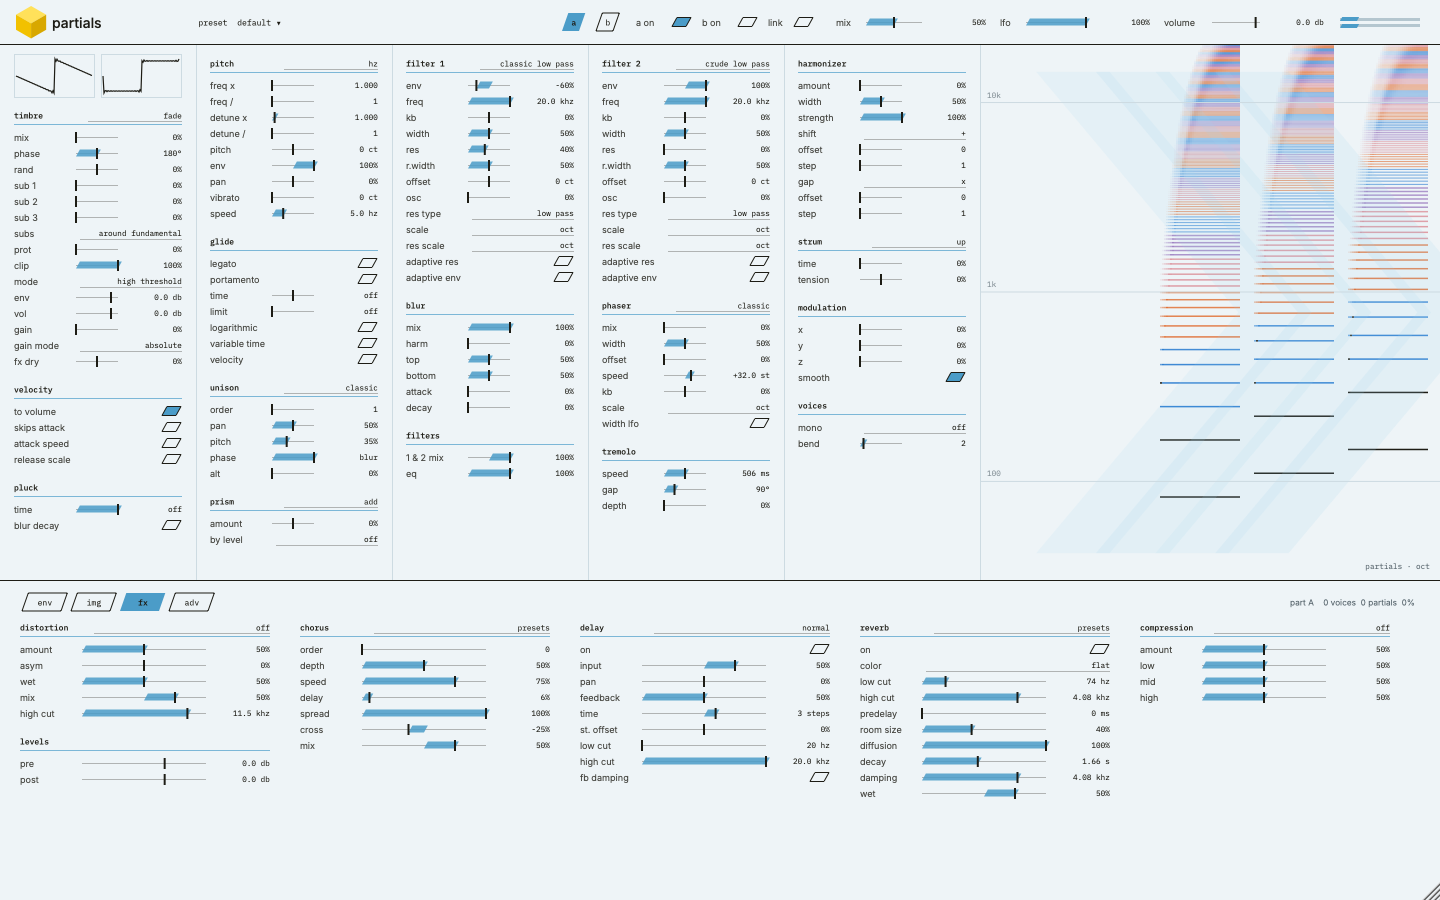 partials
preset default ▾
a b a on b on link mix 50% lfo 100% volume 0.0 db
timbre fade
mix 0%
phase 180°
rand 0%
sub 1 0%
sub 2 0%
sub 3 0%
subs around fundamental
prot 0%
clip 100%
mode high threshold
env 0.0 db
vol 0.0 db
gain 0%
gain mode absolute
fx dry 0%
velocity
to volume
skips attack
attack speed
release scale
pluck
time off
blur decay
pitch hz
freq x 1.000
freq / 1
detune x 1.000
detune / 1
pitch 0 ct
env 100%
pan 0%
vibrato 0 ct
speed 5.0 hz
glide
legato
portamento
time off
limit off
logarithmic
variable time
velocity
unison classic
order 1
pan 50%
pitch 35%
phase blur
alt 0%
prism add
amount 0%
by level off
filter 1 classic low pass
env -60%
freq 20.0 khz
kb 0%
width 50%
res 40%
r.width 50%
offset 0 ct
osc 0%
res type low pass
scale oct
res scale oct
adaptive res
adaptive env
blur
mix 100%
harm 0%
top 50%
bottom 50%
attack 0%
decay 0%
filters
1 & 2 mix 100%
eq 100%
filter 2 crude low pass
env 100%
freq 20.0 khz
kb 0%
width 50%
res 0%
r.width 50%
offset 0 ct
osc 0%
res type low pass
scale oct
res scale oct
adaptive res
adaptive env
phaser classic
mix 0%
width 50%
offset 0%
speed +32.0 st
kb 0%
scale oct
width lfo
tremolo
speed 506 ms
gap 90°
depth 0%
harmonizer
amount 0%
width 50%
strength 100%
shift +
offset 0
step 1
gap x
offset 0
step 1
strum up
time 0%
tension 0%
modulation
x 0%
y 0%
z 0%
smooth
voices
mono off
bend 2
10k
1k
100
partials · oct
env img fx adv
part A 0 voices 0 partials 0%
distortion off
amount 50%
asym 0%
wet 50%
mix 50%
high cut 11.5 khz
levels
pre 0.0 db
post 0.0 db
chorus presets
order 0
depth 50%
speed 75%
delay 6%
spread 100%
cross -25%
mix 50%
delay normal
on
input 50%
pan 0%
feedback 50%
time 3 steps
st. offset 0%
low cut 20 hz
high cut 20.0 khz
fb damping
reverb presets
on
color flat
low cut 74 hz
high cut 4.08 khz
predelay 0 ms
room size 40%
diffusion 100%
decay 1.66 s
damping 4.08 khz
wet 50%
compression off
amount 50%
low 50%
mid 50%
high 50%